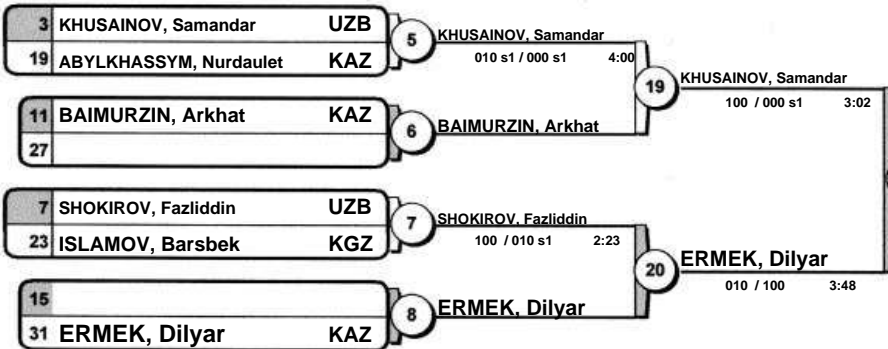 3 KHUSAINOV, Samandar UZB
19 ABYLKHASSYM, Nurdaulet KAZ
5
KHUSAINOV, Samandar
010 s1 / 000 s1 4:00
11 BAIMURZIN, Arkhat KAZ
27
6
BAIMURZIN, Arkhat
19
KHUSAINOV, Samandar
100 / 000 s1 3:02
7 SHOKIROV, Fazliddin UZB
23 ISLAMOV, Barsbek KGZ
7
SHOKIROV, Fazliddin
100 / 010 s1 2:23
15
31 ERMEK, Dilyar KAZ
8
ERMEK, Dilyar
20
ERMEK, Dilyar
010 / 100 3:48